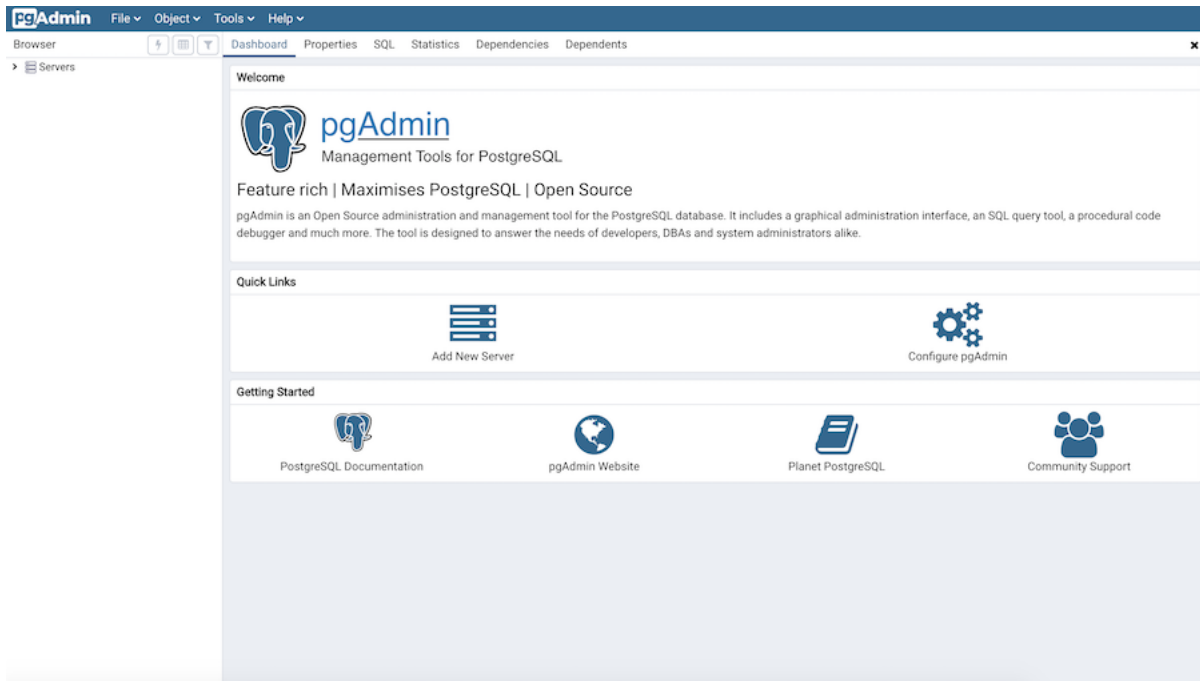 pgAdmin File Object Tools Help
Browser Dashboard Properties SQL Statistics Dependencies Dependents
Servers
Welcome
pgAdmin
Management Tools for PostgreSQL
Feature rich | Maximises PostgreSQL | Open Source
pgAdmin is an Open Source administration and management tool for the PostgreSQL database. It includes a graphical administration interface, an SQL query tool, a procedural code
debugger and much more. The tool is designed to answer the needs of developers, DBAs and system administrators alike.
Quick Links
Add New Server Configure pgAdmin
Getting Started
PostgreSQL Documentation pgAdmin Website Planet PostgreSQL Community Support